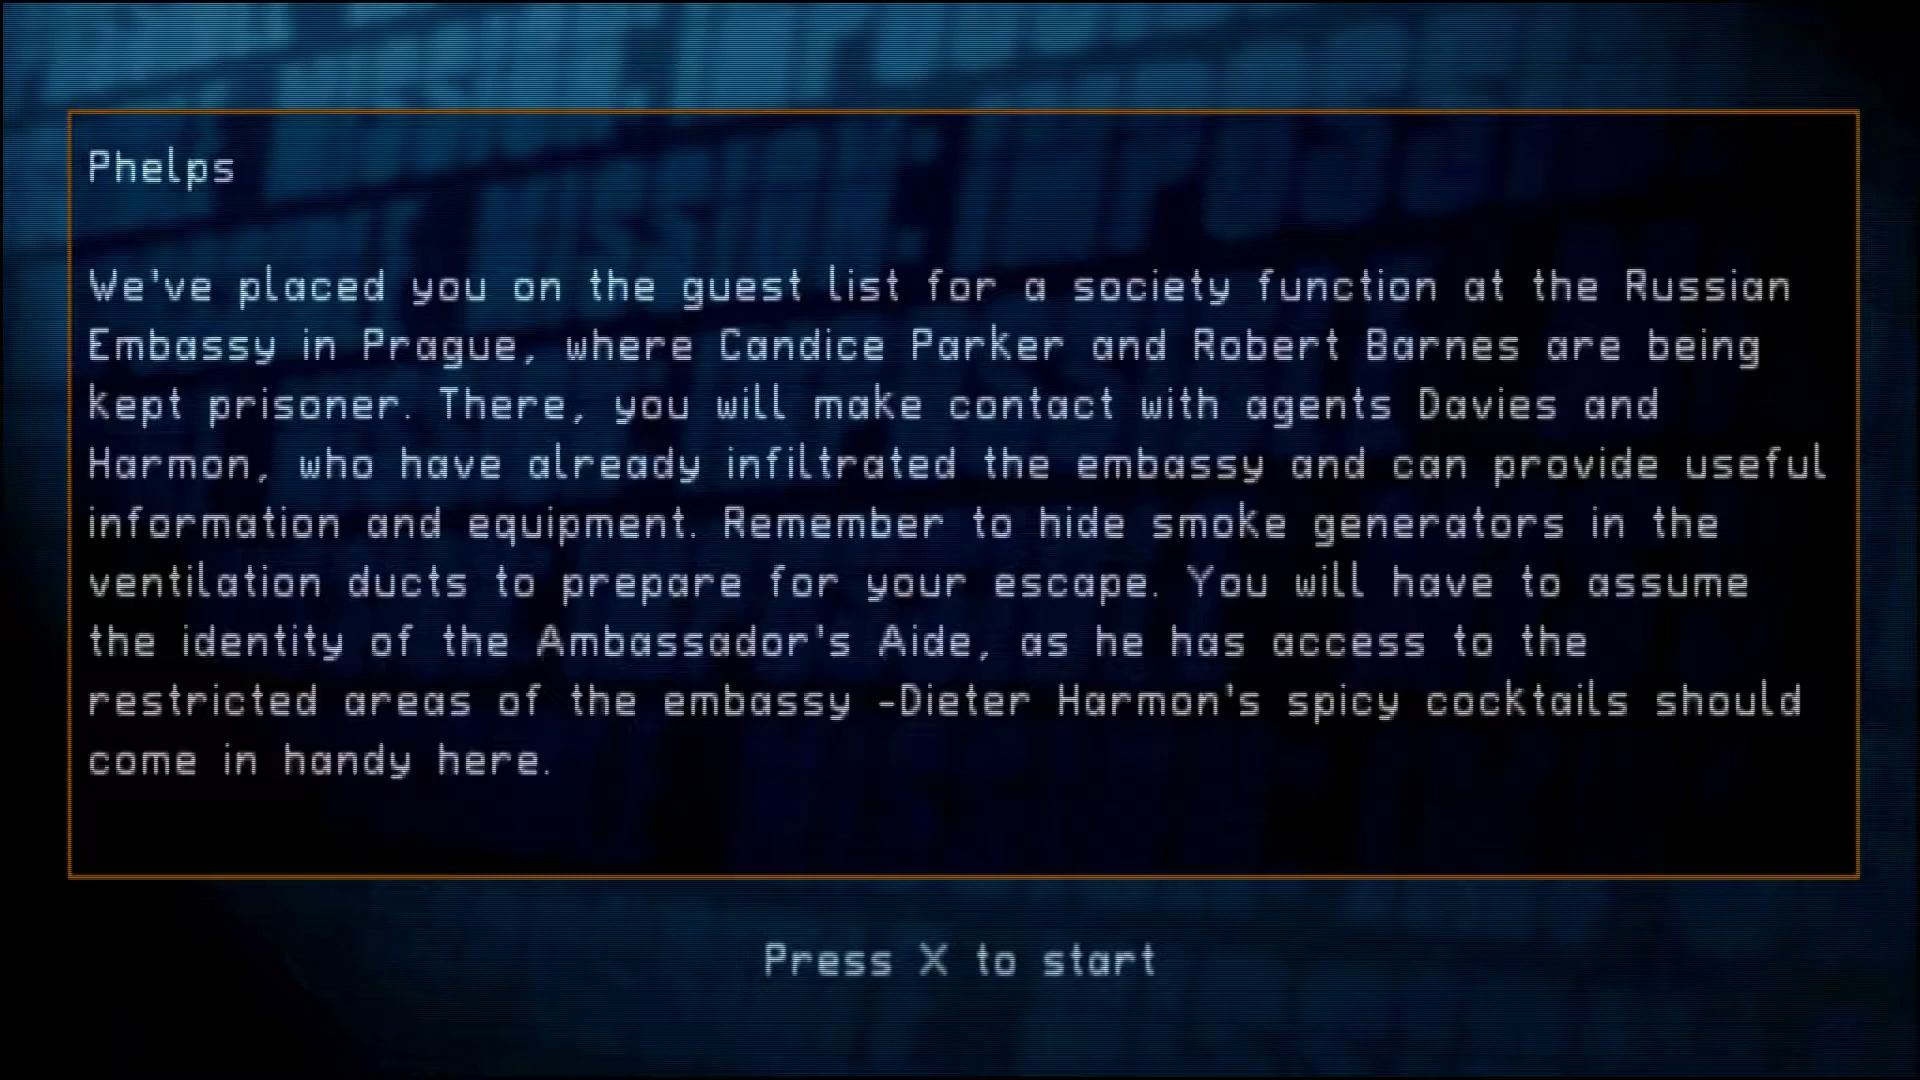 Phelps
We've placed you on the guest list for a society function at the Russian
Embassy in Prague, where Candice Parker and Robert Barnes are being
kept prisoner. There, you will make contact with agents Davies and
Harmon, who have already infiltrated the embassy and can provide useful
information and equipment. Remember to hide smoke generators in the
ventilation ducts to prepare for your escape. You will have to assume
the identity of the Ambassador's Aide, as he has access to the
restricted areas of the embassy -Dieter Harmon's spicy cocktails should
come in handy here.
Press X to start